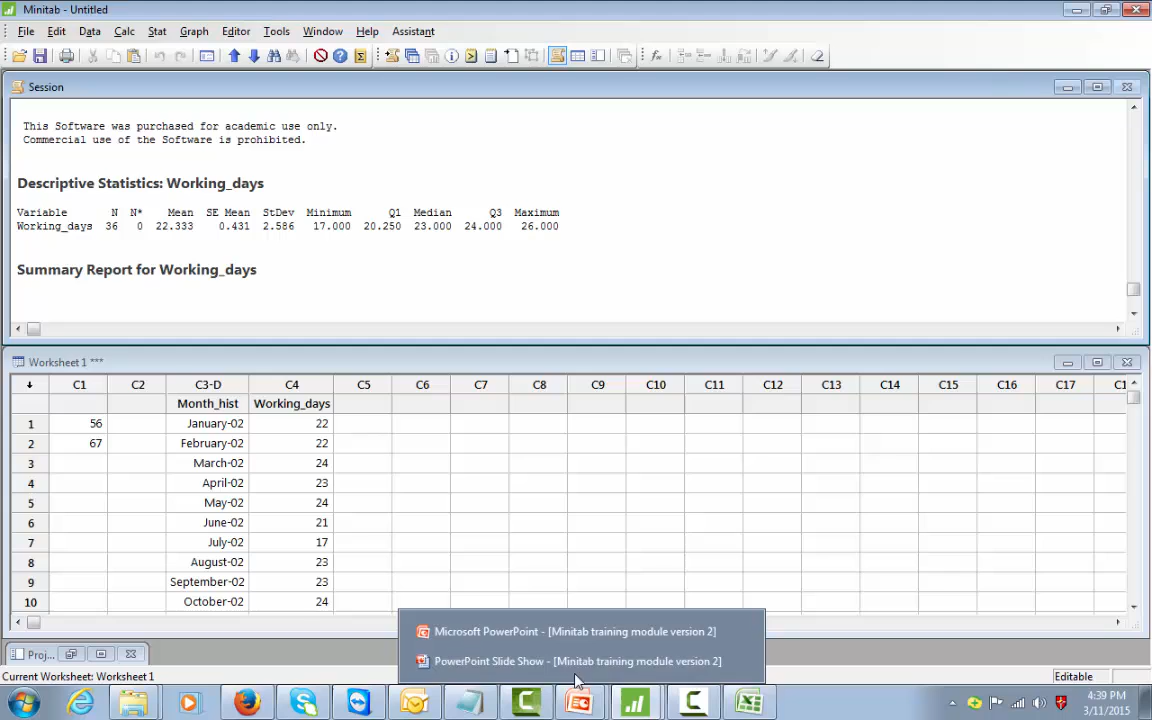 Minitab - Untitled
File Edit Data Calc Stat Graph Editor Tools Window Help Assistant
Session
This Software was purchased for academic use only.
Commercial use of the Software is prohibited.
Descriptive Statistics: Working_days
Variable N N* Mean SE Mean StDev Minimum Q1 Median Q3 Maximum
Working_days 36 0 22.333 0.431 2.586 17.000 20.250 23.000 24.000 26.000
Summary Report for Working_days
Worksheet 1 ***
C1 C2 C3-D C4 C5 C6 C7 C8 C9 C10 C11 C12 C13 C14 C15 C16 C17 C1
Month_hist Working_days
1 56 January-02 22
2 67 February-02 22
3 March-02 24
4 April-02 23
5 May-02 24
6 June-02 21
7 July-02 17
8 August-02 23
9 September-02 23
10 October-02 24
Microsoft PowerPoint - [Minitab training module version 2]
PowerPoint Slide Show - [Minitab training module version 2]
Proj...
Current Worksheet: Worksheet 1
Editable
4:39 PM
3/11/2015